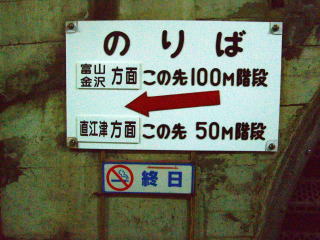 のりば
富山
金沢 方面 この先100M階段
直江津 方面 この先 50M階段
終日